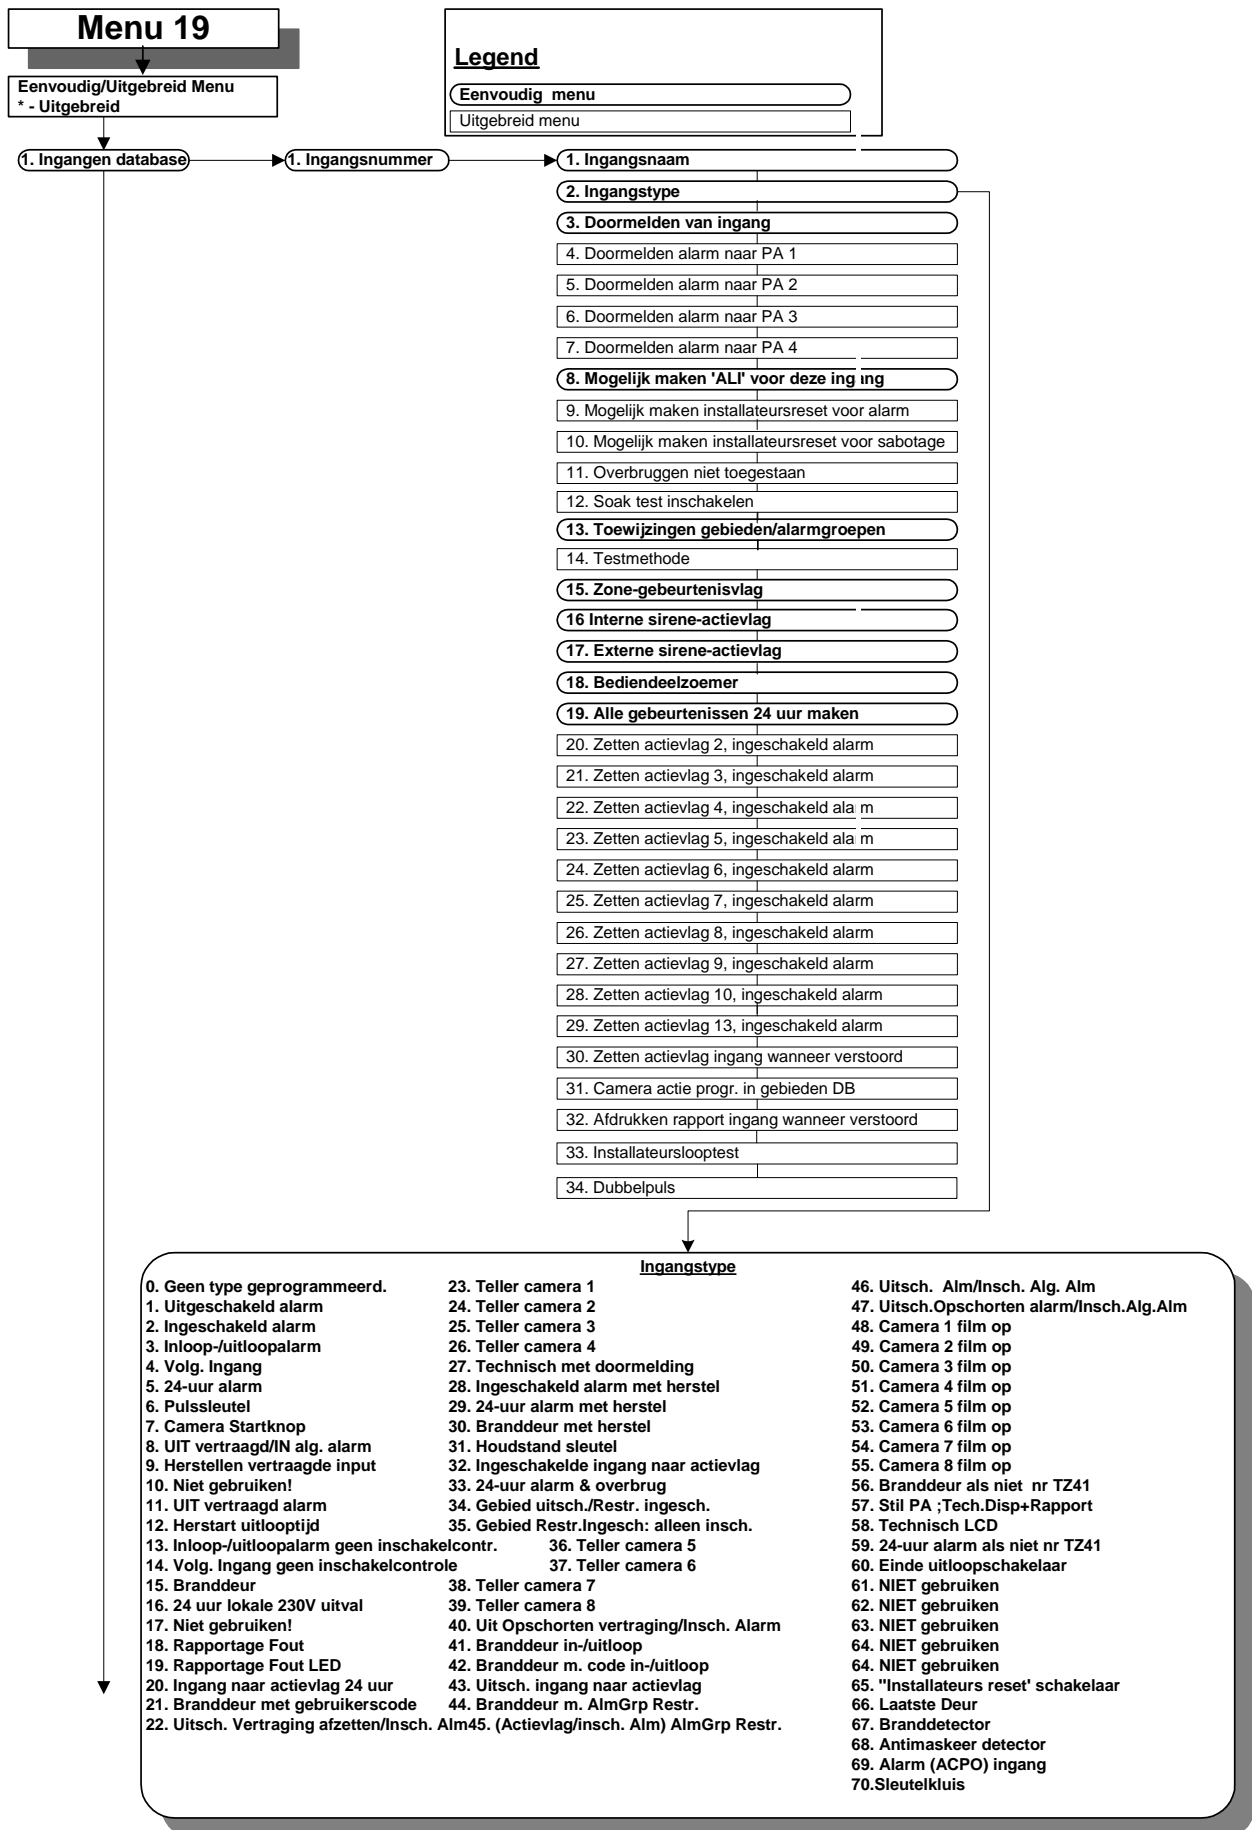 Menu 19
Eenvoudig/Uitgebreid Menu
* - Uitgebreid
Legend
Eenvoudig menu
Uitgebreid menu
1. Ingangen database
1. Ingangsnummer
1. Ingangsnaam
2. Ingangstype
3. Doormelden van ingang
4. Doormelden alarm naar PA 1
5. Doormelden alarm naar PA 2
6. Doormelden alarm naar PA 3
7. Doormelden alarm naar PA 4
8. Mogelijk maken 'ALI' voor deze ingang
9. Mogelijk maken installateursreset voor alarm
10. Mogelijk maken installateursreset voor sabotage
11. Overbruggen niet toegestaan
12. Soak test inschakelen
13. Toewijzingen gebieden/alarmgroepen
14. Testmethode
15. Zone-gebeurtenisvlag
16 Interne sirene-actievlag
17. Externe sirene-actievlag
18. Bediendeelzoemer
19. Alle gebeurtenissen 24 uur maken
20. Zetten actievlag 2, ingeschakeld alarm
21. Zetten actievlag 3, ingeschakeld alarm
22. Zetten actievlag 4, ingeschakeld alarm
23. Zetten actievlag 5, ingeschakeld alarm
24. Zetten actievlag 6, ingeschakeld alarm
25. Zetten actievlag 7, ingeschakeld alarm
26. Zetten actievlag 8, ingeschakeld alarm
27. Zetten actievlag 9, ingeschakeld alarm
28. Zetten actievlag 10, ingeschakeld alarm
29. Zetten actievlag 13, ingeschakeld alarm
30. Zetten actievlag ingang wanneer verstoord
31. Camera actie progr. in gebieden DB
32. Afdrukken rapport ingang wanneer verstoord
33. Installateurslooptest
34. Dubbelpuls
Ingangstype
0. Geen type geprogrammeerd.
1. Uitgeschakeld alarm
2. Ingeschakeld alarm
3. Inloop-/uitloopalarm
4. Volg. Ingang
5. 24-uur alarm
6. Pulssleutel
7. Camera Startknop
8. UIT vertraagd/IN alg. alarm
9. Herstellen vertraagde input
10. Niet gebruiken!
11. UIT vertraagd alarm
12. Herstart uitlooptijd
13. Inloop-/uitloopalarm geen inschakelcontr.
14. Volg. Ingang geen inschakelcontrole
15. Branddeur
16. 24 uur lokale 230V uitval
17. Niet gebruiken!
18. Rapportage Fout
19. Rapportage Fout LED
20. Ingang naar actievlag 24 uur
21. Branddeur met gebruikerscode
22. Uitsch. Vertraging afzetten/Insch. Alm
23. Teller camera 1
24. Teller camera 2
25. Teller camera 3
26. Teller camera 4
27. Technisch met doormelding
28. Ingeschakeld alarm met herstel
29. 24-uur alarm met herstel
30. Branddeur met herstel
31. Houdstand sleutel
32. Ingeschakelde ingang naar actievlag
33. 24-uur alarm & overbrug
34. Gebied uitsch./Restr. ingesch.
35. Gebied Restr.Ingesch: alleen insch.
36. Teller camera 5
37. Teller camera 6
38. Teller camera 7
39. Teller camera 8
40. Uit Opschorten vertraging/Insch. Alarm
41. Branddeur in-/uitloop
42. Branddeur m. code in-/uitloop
43. Uitsch. ingang naar actievlag
44. Branddeur m. AlmGrp Restr.
45. (Actievlag/insch. Alm) AlmGrp Restr.
46. Uitsch. Alm/Insch. Alg. Alm
47. Uitsch.Opschorten alarm/Insch.Alg.Alm
48. Camera 1 film op
49. Camera 2 film op
50. Camera 3 film op
51. Camera 4 film op
52. Camera 5 film op
53. Camera 6 film op
54. Camera 7 film op
55. Camera 8 film op
56. Branddeur als niet nr TZ41
57. Stil PA ;Tech.Disp+Rapport
58. Technisch LCD
59. 24-uur alarm als niet nr TZ41
60. Einde uitloopschakelaar
61. NIET gebruiken
62. NIET gebruiken
63. NIET gebruiken
64. NIET gebruiken
64. NIET gebruiken
65. "Installateurs reset' schakelaar
66. Laatste Deur
67. Branddetector
68. Antimaskeer detector
69. Alarm (ACPO) ingang
70.Sleutelkluis